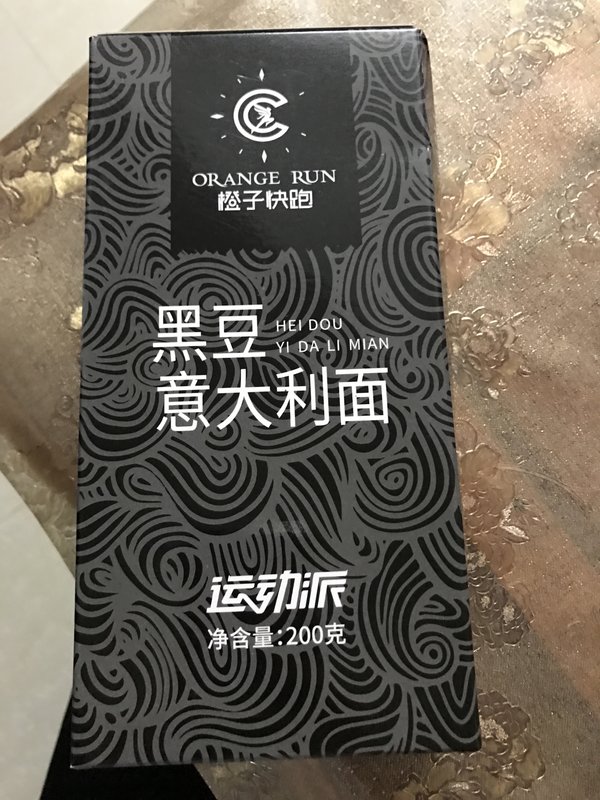 ORANGE RUN
橙子快跑
黑豆 HEI DOU
YI DA LI MIAN
意大利面
运动派
净含量:200克